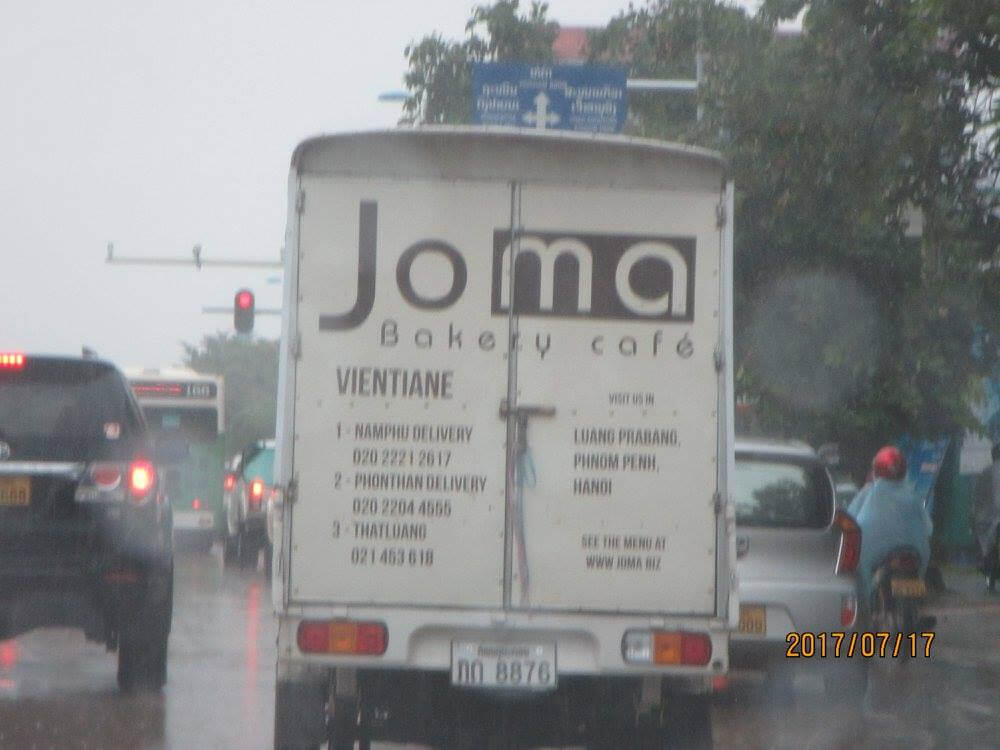 Joma
Bakery café
VIENTIANE
1 - NAMPHU DELIVERY
020 2221 2617
2 - PHONTHAN DELIVERY
020 2204 4555
3 - THATLUANG
021 453 618
VISIT US IN
LUANG PRABANG,
PHNOM PENH,
HANOI
SEE THE MENU AT
WWW.JOMA.BIZ
8876
2017/07/17